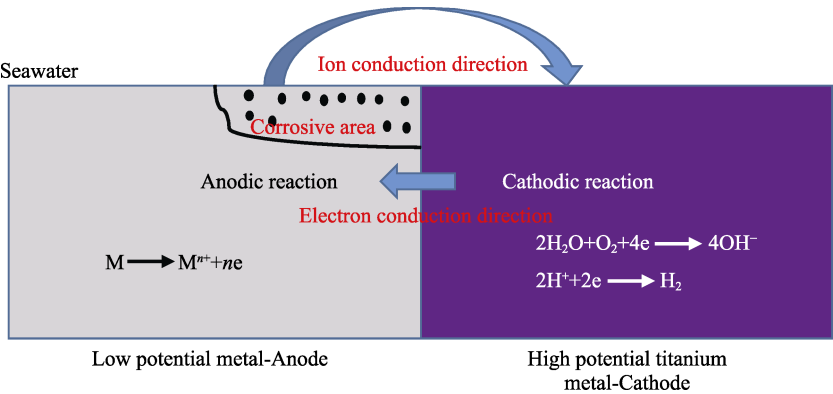 Ion conduction direction
Seawater
Corrosive area
Anodic reaction
Cathodic reaction
Electron conduction direction
2H₂O+O₂+4e ⟶ 4OH⁻
M ⟶ Mⁿ⁺+ne
2H⁺+2e ⟶ H₂
Low potential metal-Anode
High potential titanium
metal-Cathode